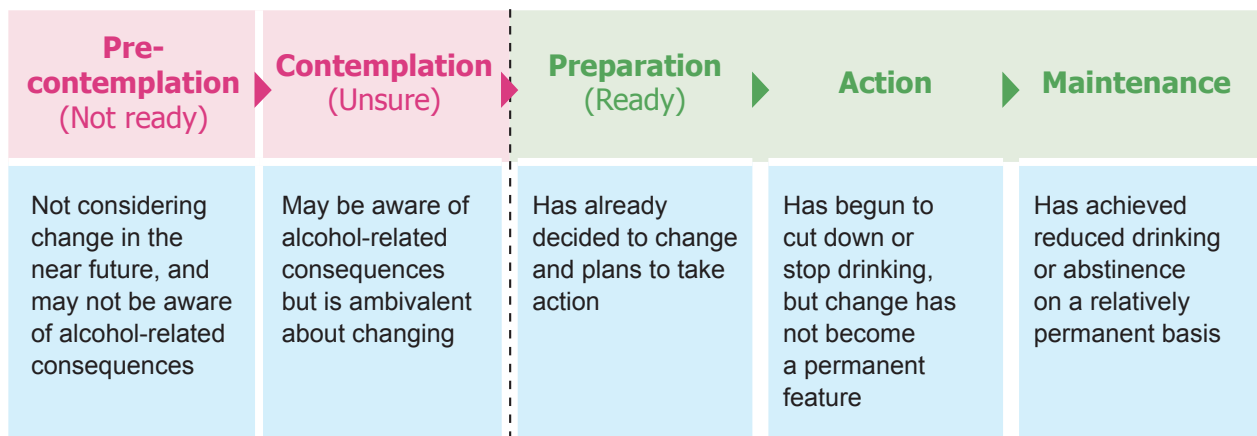 Pre-
contemplation
(Not ready)
Contemplation
(Unsure)
Preparation
(Ready)
Action
Maintenance
Not considering
change in the
near future, and
may not be aware
of alcohol-related
consequences
May be aware of
alcohol-related
consequences
but is ambivalent
about changing
Has already
decided to change
and plans to take
action
Has begun to
cut down or
stop drinking,
but change has
not become
a permanent
feature
Has achieved
reduced drinking
or abstinence
on a relatively
permanent basis